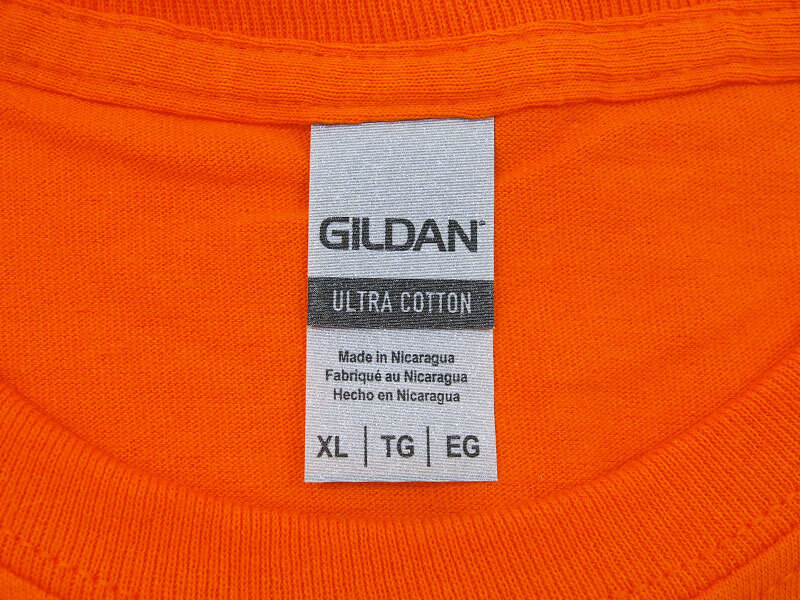 GILDAN
ULTRA COTTON
Made in Nicaragua
Fabriqué au Nicaragua
Hecho en Nicaragua
XL | TG | EG